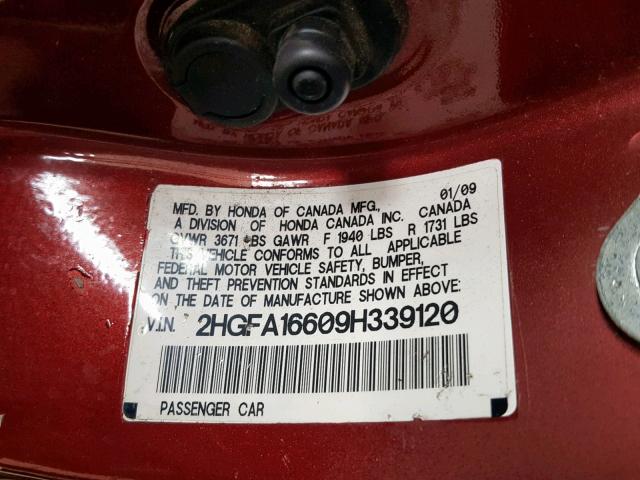 01/09
MFD. BY HONDA OF CANADA MFG.,
A DIVISION OF HONDA CANADA INC. CANADA
GVWR 3671 LBS GAWR F 1940 LBS R 1731 LBS
THIS VEHICLE CONFORMS TO ALL APPLICABLE
FEDERAL MOTOR VEHICLE SAFETY, BUMPER,
AND THEFT PREVENTION STANDARDS IN EFFECT
ON THE DATE OF MANUFACTURE SHOWN ABOVE:
V.I.N. 2HGFA16609H339120
PASSENGER CAR